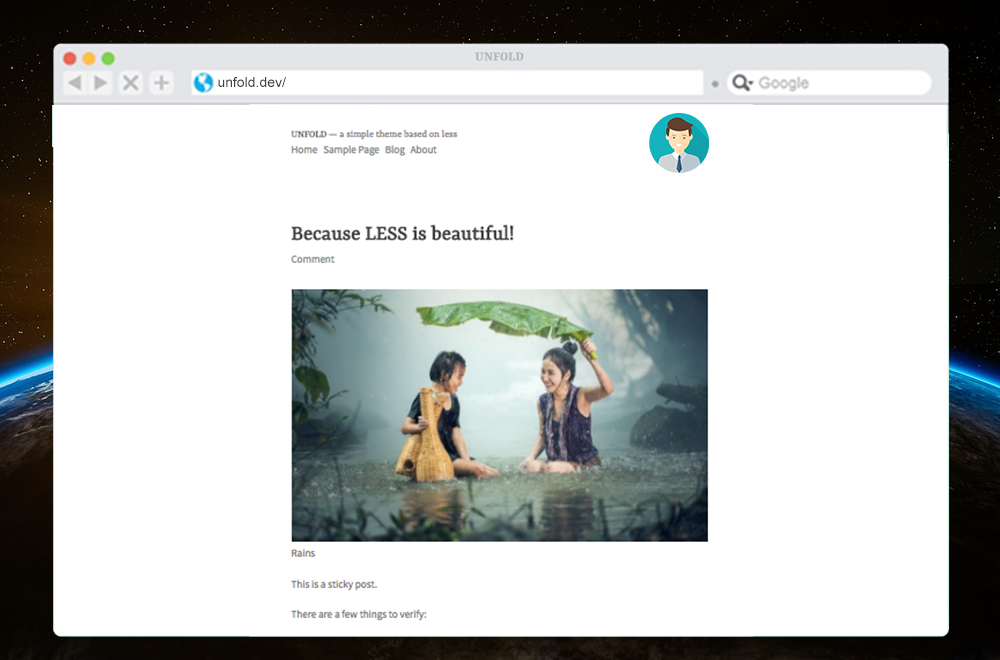 UNFOLD
unfold.dev/
Google
UNFOLD — a simple theme based on less
Home Sample Page Blog About
Because LESS is beautiful!
Comment
Rains
This is a sticky post.
There are a few things to verify: